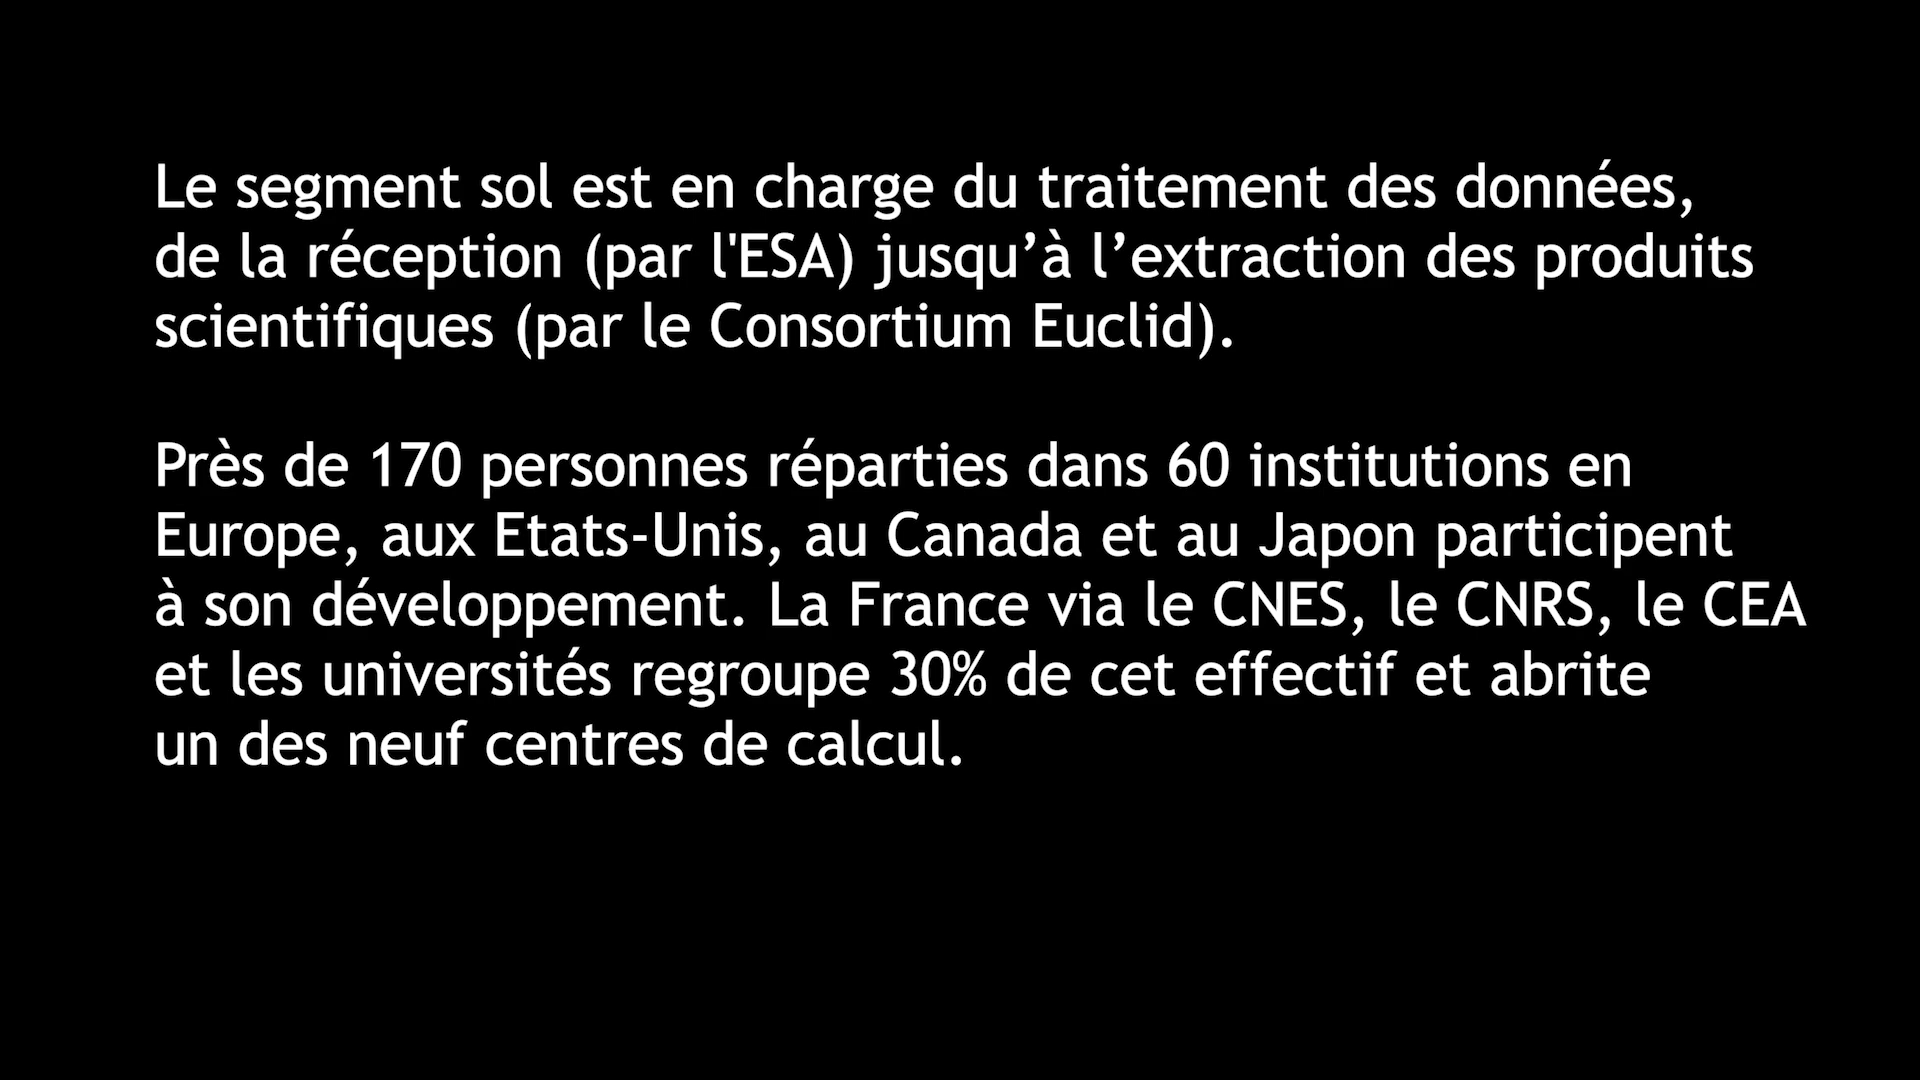 Le segment sol est en charge du traitement des données,
de la réception (par l'ESA) jusqu’à l’extraction des produits
scientifiques (par le Consortium Euclid).
Près de 170 personnes réparties dans 60 institutions en
Europe, aux Etats-Unis, au Canada et au Japon participent
à son développement. La France via le CNES, le CNRS, le CEA
et les universités regroupe 30% de cet effectif et abrite
un des neuf centres de calcul.